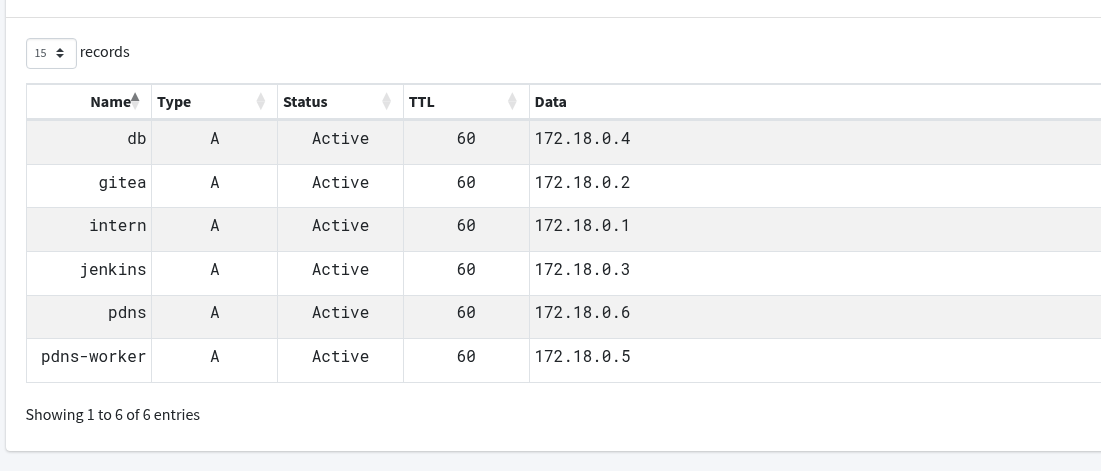 15 records
Name Type Status TTL Data
db A Active 60 172.18.0.4
gitea A Active 60 172.18.0.2
intern A Active 60 172.18.0.1
jenkins A Active 60 172.18.0.3
pdns A Active 60 172.18.0.6
pdns-worker A Active 60 172.18.0.5
Showing 1 to 6 of 6 entries